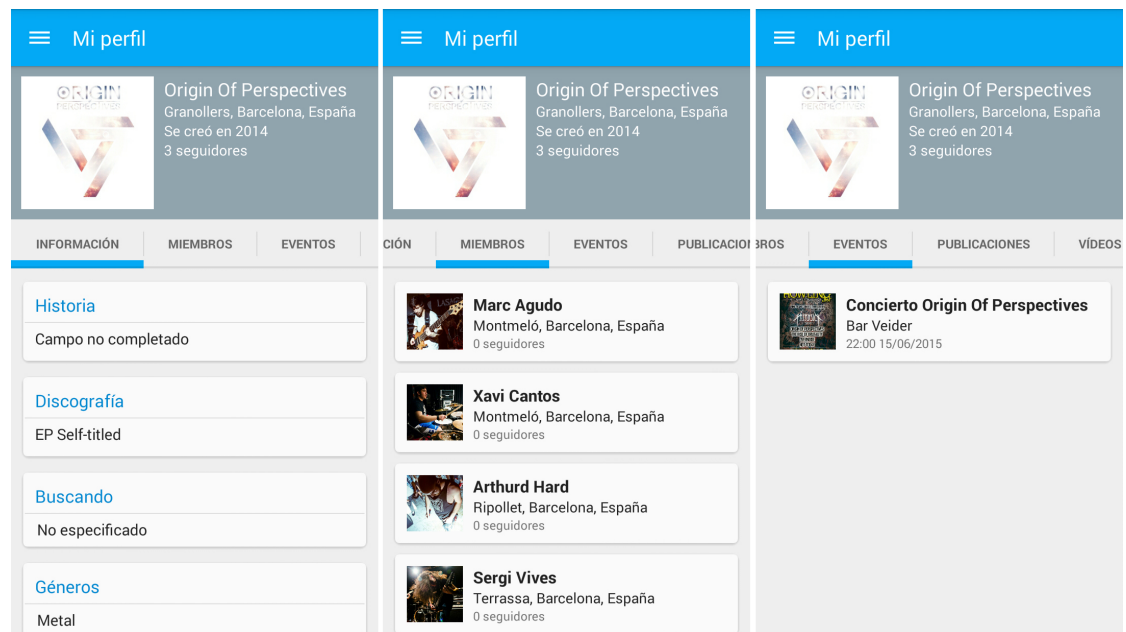 Mi perfil
ORIGIN
PERSPECTIVES
Origin Of Perspectives
Granollers, Barcelona, España
Se creó en 2014
3 seguidores
INFORMACIÓN
MIEMBROS
EVENTOS
Historia
Campo no completado
Discografía
EP Self-titled
Buscando
No especificado
Géneros
Metal
Mi perfil
ORIGIN
PERSPECTIVES
Origin Of Perspectives
Granollers, Barcelona, España
Se creó en 2014
3 seguidores
CIÓN
MIEMBROS
EVENTOS
PUBLICACION
Marc Agudo
Montmeló, Barcelona, España
0 seguidores
Xavi Cantos
Montmeló, Barcelona, España
0 seguidores
Arthurd Hard
Ripollet, Barcelona, España
0 seguidores
Sergi Vives
Terrassa, Barcelona, España
0 seguidores
Mi perfil
ORIGIN
PERSPECTIVES
Origin Of Perspectives
Granollers, Barcelona, España
Se creó en 2014
3 seguidores
BROS
EVENTOS
PUBLICACIONES
VÍDEOS
Concierto Origin Of Perspectives
Bar Veider
22:00 15/06/2015